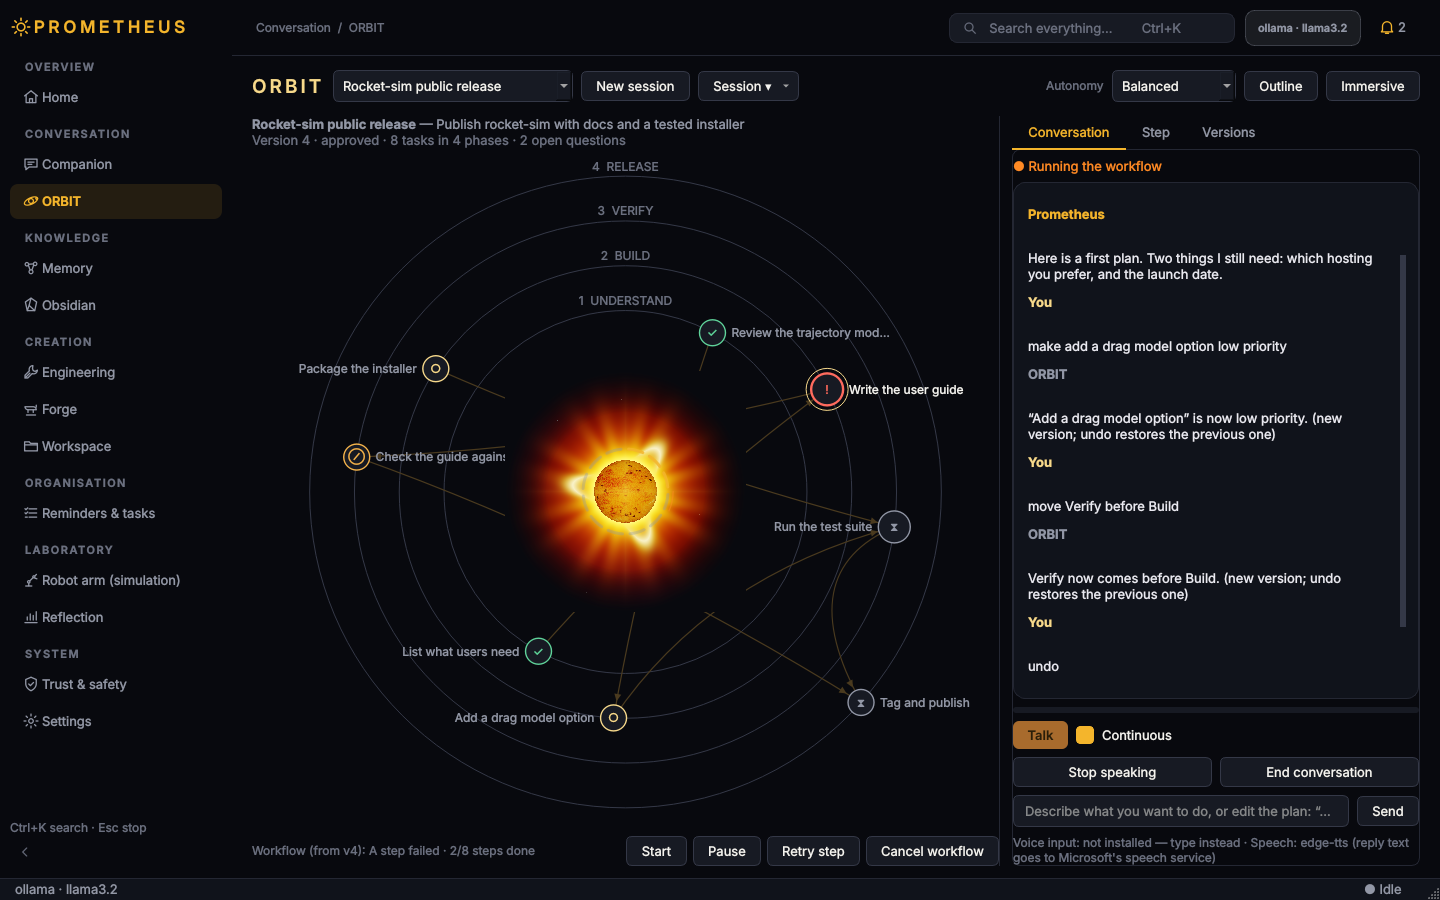 PROMETHEUS
Conversation / ORBIT
Search everything... Ctrl+K
ollama · llama3.2
2
OVERVIEW
Home
CONVERSATION
Companion
ORBIT
KNOWLEDGE
Memory
Obsidian
CREATION
Engineering
Forge
Workspace
ORGANISATION
Reminders & tasks
LABORATORY
Robot arm (simulation)
Reflection
SYSTEM
Trust & safety
Settings
Ctrl+K search · Esc stop
ORBIT
Rocket-sim public release
New session
Session ▾
Autonomy
Balanced
Outline
Immersive
Rocket-sim public release — Publish rocket-sim with docs and a tested installer
Version 4 · approved · 8 tasks in 4 phases · 2 open questions
4 RELEASE
3 VERIFY
2 BUILD
1 UNDERSTAND
Review the trajectory mod...
Package the installer
Write the user guide
Check the guide agains
Run the test suite
List what users need
Add a drag model option
Tag and publish
Workflow (from v4): A step failed · 2/8 steps done
Start
Pause
Retry step
Cancel workflow
Conversation
Step
Versions
Running the workflow
Prometheus
Here is a first plan. Two things I still need: which hosting
you prefer, and the launch date.
You
make add a drag model option low priority
ORBIT
“Add a drag model option” is now low priority. (new
version; undo restores the previous one)
You
move Verify before Build
ORBIT
Verify now comes before Build. (new version; undo
restores the previous one)
You
undo
Talk
Continuous
Stop speaking
End conversation
Describe what you want to do, or edit the plan: “...
Send
Voice input: not installed — type instead · Speech: edge-tts (reply text
goes to Microsoft's speech service)
ollama · llama3.2
Idle